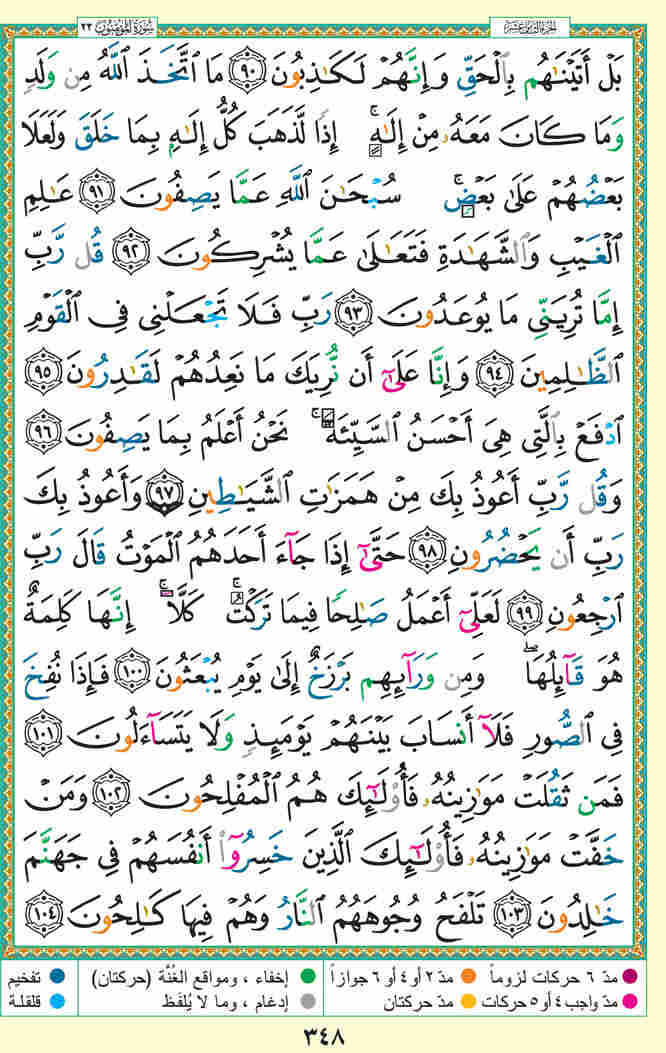 سُورَةُ المُؤْمِنُونَ ٢٣
الجزء الثامن عشر
بَلْ أَتَيْنَٰهُم بِٱلْحَقِّ وَإِنَّهُمْ لَكَٰذِبُونَ ٩٠ مَا ٱتَّخَذَ ٱللَّهُ مِن وَلَدٍ
وَمَا كَانَ مَعَهُۥ مِنْ إِلَٰهٍ ۚ إِذًا لَّذَهَبَ كُلُّ إِلَٰهٍۭ بِمَا خَلَقَ وَلَعَلَا
بَعْضُهُمْ عَلَىٰ بَعْضٍ ۚ سُبْحَٰنَ ٱللَّهِ عَمَّا يَصِفُونَ ٩١ عَٰلِمِ
ٱلْغَيْبِ وَٱلشَّهَٰدَةِ فَتَعَٰلَىٰ عَمَّا يُشْرِكُونَ ٩٢ قُل رَّبِّ
إِمَّا تُرِيَنِّى مَا يُوعَدُونَ ٩٣ رَبِّ فَلَا تَجْعَلْنِى فِى ٱلْقَوْمِ
ٱلظَّٰلِمِينَ ٩٤ وَإِنَّا عَلَىٰٓ أَن نُّرِيَكَ مَا نَعِدُهُمْ لَقَٰدِرُونَ ٩٥
ٱدْفَعْ بِٱلَّتِى هِىَ أَحْسَنُ ٱلسَّيِّئَةَ ۚ نَحْنُ أَعْلَمُ بِمَا يَصِفُونَ ٩٦
وَقُل رَّبِّ أَعُوذُ بِكَ مِنْ هَمَزَٰتِ ٱلشَّيَٰطِينِ ٩٧ وَأَعُوذُ بِكَ
رَبِّ أَن يَحْضُرُونِ ٩٨ حَتَّىٰٓ إِذَا جَآءَ أَحَدَهُمُ ٱلْمَوْتُ قَالَ رَبِّ
ٱرْجِعُونِ ٩٩ لَعَلِّىٓ أَعْمَلُ صَٰلِحًا فِيمَا تَرَكْتُ ۚ كَلَّآ ۚ إِنَّهَا كَلِمَةٌ
هُوَ قَآئِلُهَا ۖ وَمِن وَرَآئِهِم بَرْزَخٌ إِلَىٰ يَوْمِ يُبْعَثُونَ ١٠٠ فَإِذَا نُفِخَ
فِى ٱلصُّورِ فَلَآ أَنسَابَ بَيْنَهُمْ يَوْمَئِذٍ وَلَا يَتَسَآءَلُونَ ١٠١
فَمَن ثَقُلَتْ مَوَٰزِينُهُۥ فَأُو۟لَٰٓئِكَ هُمُ ٱلْمُفْلِحُونَ ١٠٢ وَمَنْ
خَفَّتْ مَوَٰزِينُهُۥ فَأُو۟لَٰٓئِكَ ٱلَّذِينَ خَسِرُوٓا۟ أَنفُسَهُمْ فِى جَهَنَّمَ
خَٰلِدُونَ ١٠٣ تَلْفَحُ وُجُوهَهُمُ ٱلنَّارُ وَهُمْ فِيهَا كَٰلِحُونَ ١٠٤
مدّ ٦ حركات لزوماً مدّ ٢ أو ٤ أو ٦ جوازاً إخفاء ، ومواقع الغُنَّة (حركتان) تفخيم
مدّ واجب ٤ أو ٥ حركات مدّ حركتان إدغام ، وما لا يُلفَظ قلقلة
٣٤٨